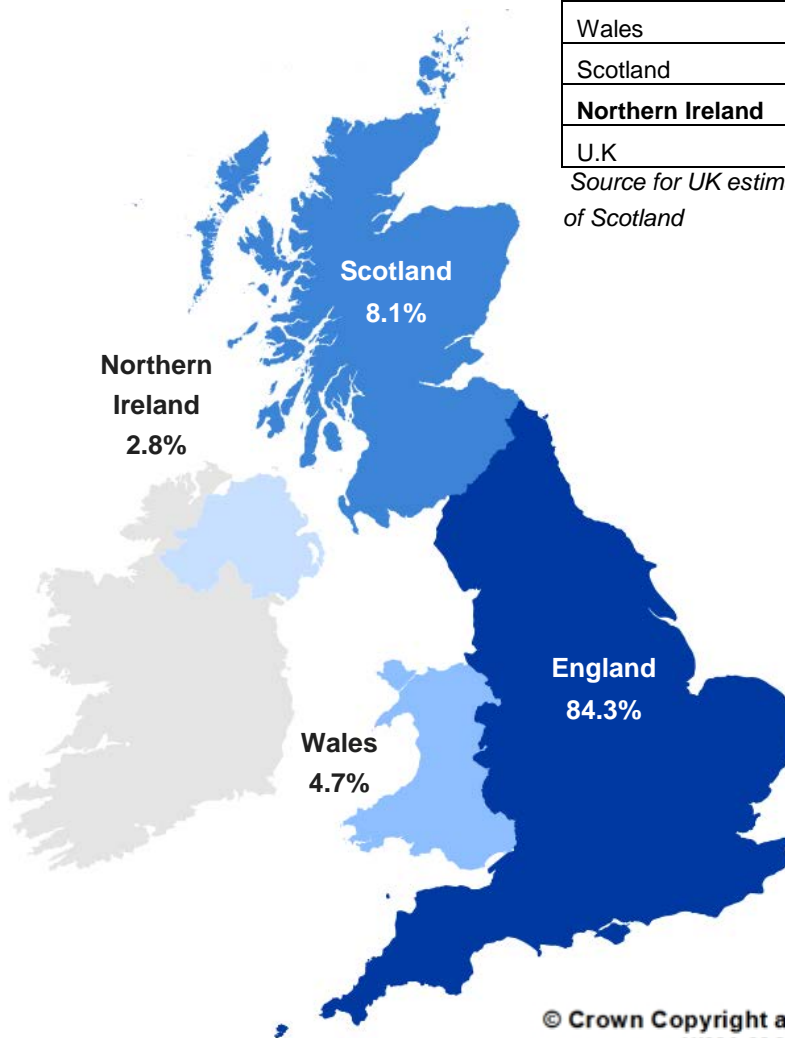 Wales
Scotland
Northern Ireland
U.K
Source for UK
of Scotland
Scotland
8.1%
Northern
Ireland
2.8%
England
84.3%
Wales
4.7%
© Crown Copyright